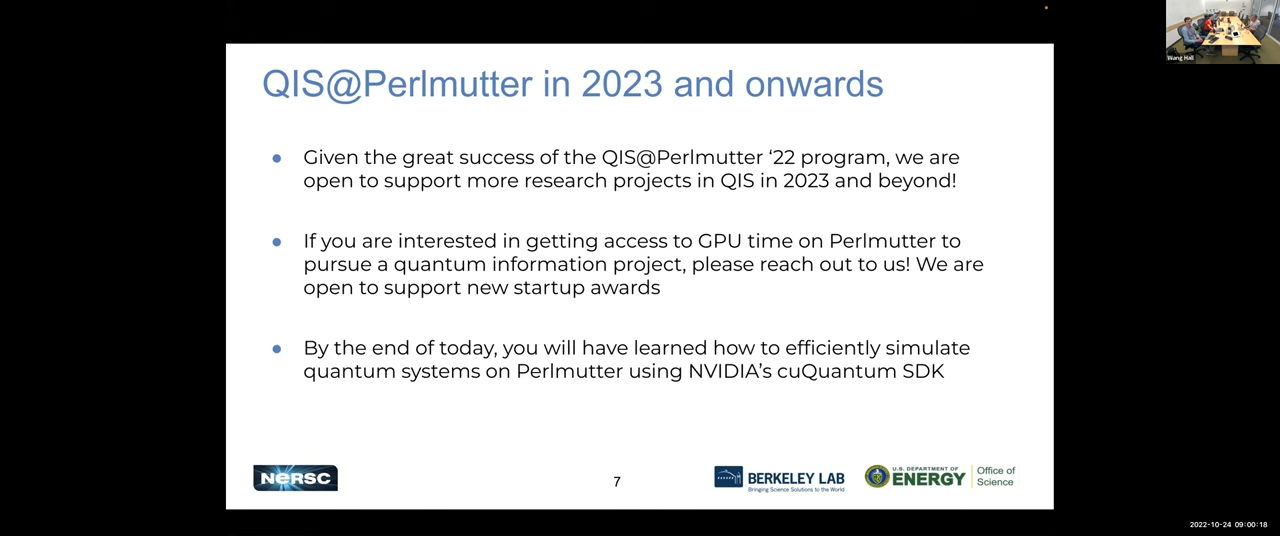 Wang Hall
QIS@Perlmutter in 2023 and onwards
● Given the great success of the QIS@Perlmutter ‘22 program, we are
open to support more research projects in QIS in 2023 and beyond!
● If you are interested in getting access to GPU time on Perlmutter to
pursue a quantum information project, please reach out to us! We are
open to support new startup awards
● By the end of today, you will have learned how to efficiently simulate
quantum systems on Perlmutter using NVIDIA’s cuQuantum SDK
NERSC
7
BERKELEY LAB
Bringing Science Solutions to the World
U.S. DEPARTMENT OF
ENERGY
Office of
Science
2022-10-24 09:00:18